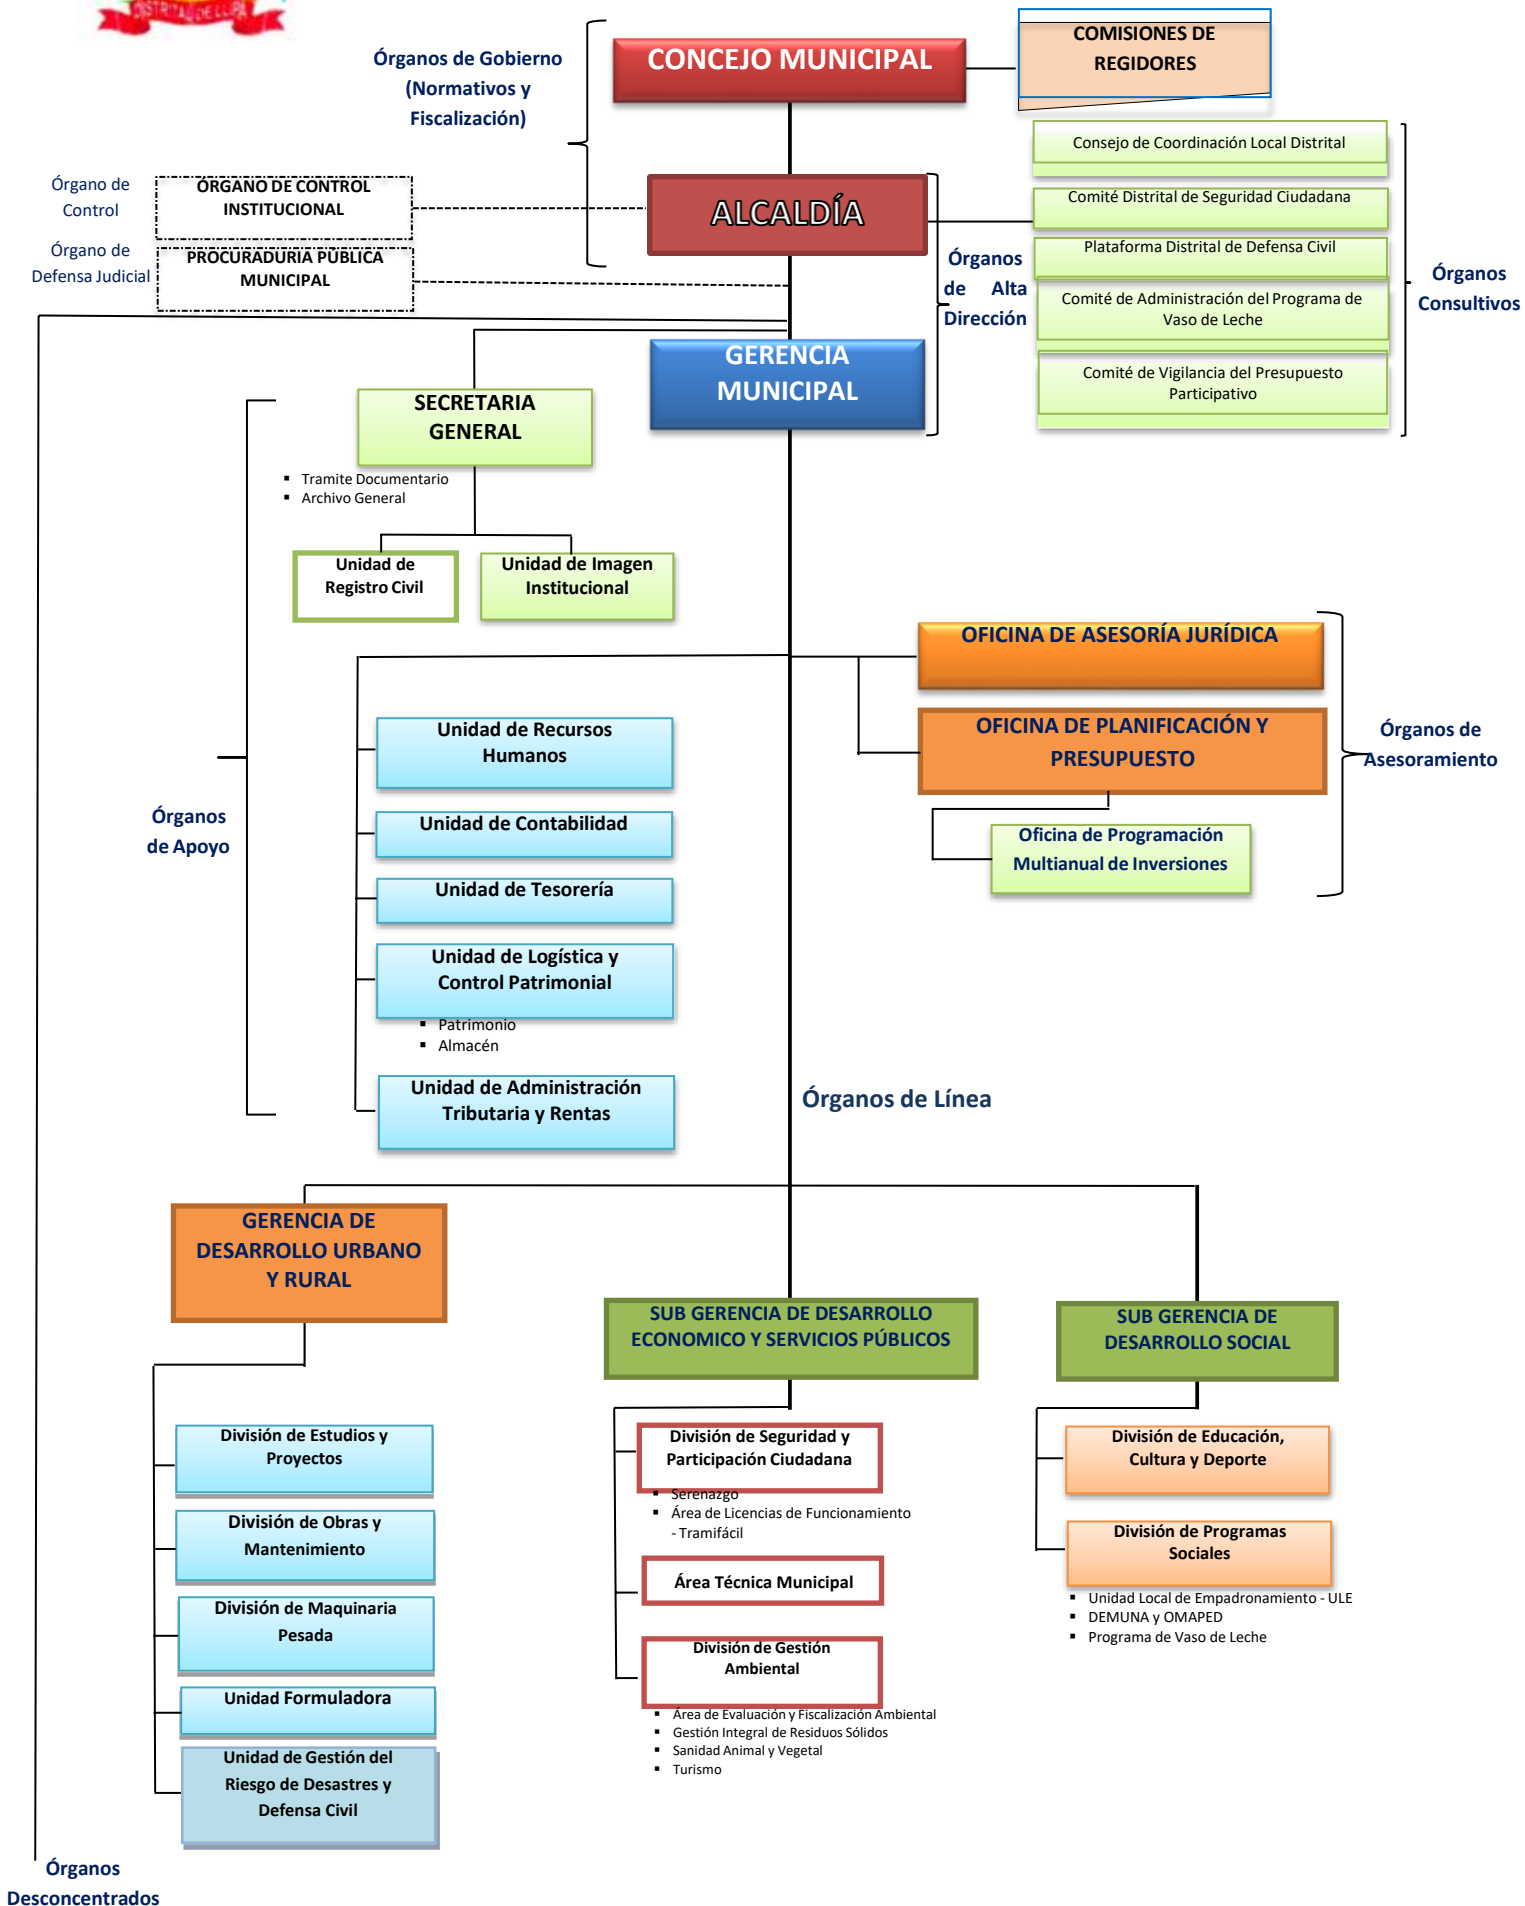 DISTRITAL DE LLIPA
Órganos de Gobierno
(Normativos y
Fiscalización)
CONCEJO MUNICIPAL
COMISIONES DE
REGIDORES
Órgano de
Control
ÓRGANO DE CONTROL
INSTITUCIONAL
ALCALDÍA
Órgano de
Defensa Judicial
PROCURADURIA PÚBLICA
MUNICIPAL
Órganos
de Alta
Dirección
Consejo de Coordinación Local Distrital
Comité Distrital de Seguridad Ciudadana
Plataforma Distrital de Defensa Civil
Comité de Administración del Programa de
Vaso de Leche
Comité de Vigilancia del Presupuesto
Participativo
Órganos
Consultivos
GERENCIA
MUNICIPAL
SECRETARIA
GENERAL
▪ Tramite Documentario
▪ Archivo General
Unidad de
Registro Civil
Unidad de Imagen
Institucional
OFICINA DE ASESORÍA JURÍDICA
OFICINA DE PLANIFICACIÓN Y
PRESUPUESTO
Oficina de Programación
Multianual de Inversiones
Órganos de
Asesoramiento
Órganos
de Apoyo
Unidad de Recursos
Humanos
Unidad de Contabilidad
Unidad de Tesorería
Unidad de Logística y
Control Patrimonial
▪ Patrimonio
▪ Almacén
Unidad de Administración
Tributaria y Rentas
Órganos de Línea
GERENCIA DE
DESARROLLO URBANO
Y RURAL
División de Estudios y
Proyectos
División de Obras y
Mantenimiento
División de Maquinaria
Pesada
Unidad Formuladora
Unidad de Gestión del
Riesgo de Desastres y
Defensa Civil
SUB GERENCIA DE DESARROLLO
ECONOMICO Y SERVICIOS PÚBLICOS
División de Seguridad y
Participación Ciudadana
▪ Serenazgo
▪ Área de Licencias de Funcionamiento
- Tramifácil
Área Técnica Municipal
División de Gestión
Ambiental
▪ Área de Evaluación y Fiscalización Ambiental
▪ Gestión Integral de Residuos Sólidos
▪ Sanidad Animal y Vegetal
▪ Turismo
SUB GERENCIA DE
DESARROLLO SOCIAL
División de Educación,
Cultura y Deporte
División de Programas
Sociales
▪ Unidad Local de Empadronamiento - ULE
▪ DEMUNA y OMAPED
▪ Programa de Vaso de Leche
Órganos
Desconcentrados